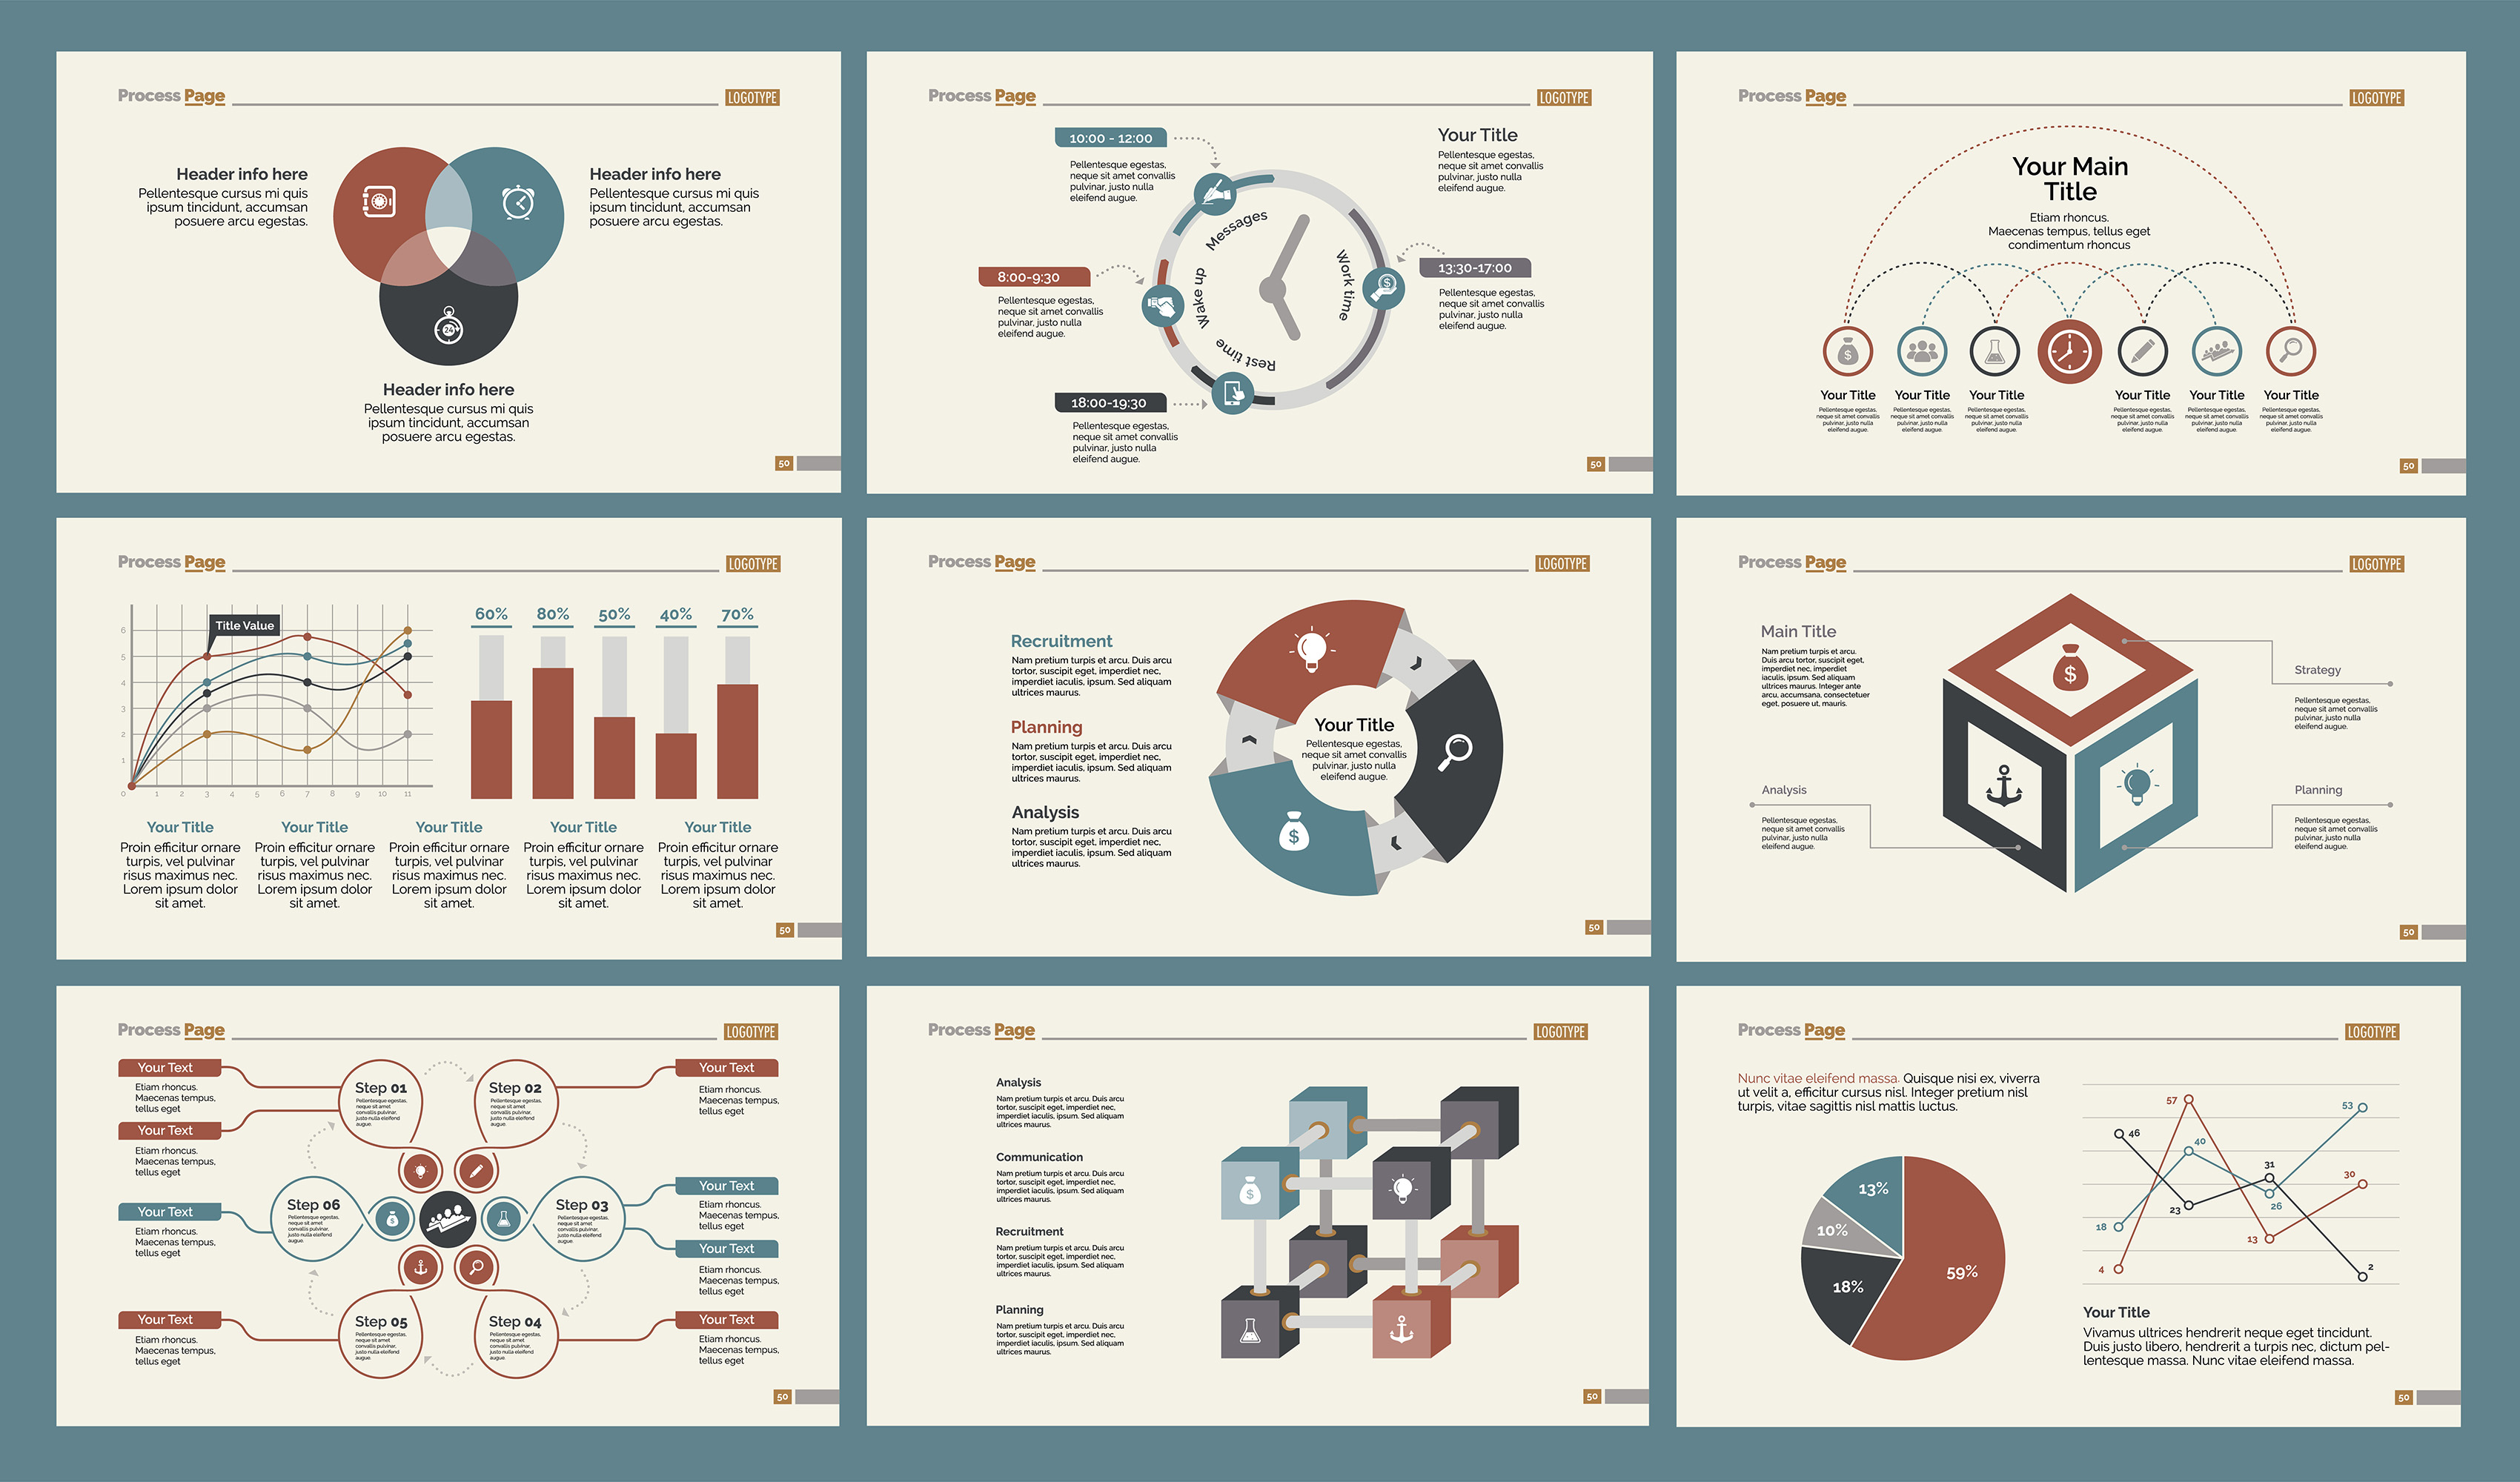 Process Page
LOGOTYPE
Header info here
Pellentesque cursus mi quis
ipsum tincidunt, accumsan
posuere arcu egestas.
Header info here
Pellentesque cursus mi quis
ipsum tincidunt, accumsan
posuere arcu egestas.
24
Header info here
Pellentesque cursus mi quis
ipsum tincidunt, accumsan
posuere arcu egestas.
50
Process Page
LOGOTYPE
10:00 - 12:00
Pellentesque egestas,
neque sit amet convallis
pulvinar, justo nulla
eleifend augue.
Your Title
Pellentesque egestas,
neque sit amet convallis
pulvinar, justo nulla
eleifend augue.
8:00-9:30
Pellentesque egestas,
neque sit amet convallis
pulvinar, justo nulla
eleifend augue.
Messages
Wake up
Work time
Rest time
$
13:30-17:00
Pellentesque egestas,
neque sit amet convallis
pulvinar, justo nulla
eleifend augue.
18:00-19:30
Pellentesque egestas,
neque sit amet convallis
pulvinar, justo nulla
eleifend augue.
50
Process Page
LOGOTYPE
Your Main
Title
Etiam rhoncus.
Maecenas tempus, tellus eget
condimentum rhoncus
$
Your Title
Pellentesque egestas,
neque sit amet convallis
pulvinar, justo nulla
eleifend augue.
Your Title
Pellentesque egestas,
neque sit amet convallis
pulvinar, justo nulla
eleifend augue.
Your Title
Pellentesque egestas,
neque sit amet convallis
pulvinar, justo nulla
eleifend augue.
Your Title
Pellentesque egestas,
neque sit amet convallis
pulvinar, justo nulla
eleifend augue.
Your Title
Pellentesque egestas,
neque sit amet convallis
pulvinar, justo nulla
eleifend augue.
Your Title
Pellentesque egestas,
neque sit amet convallis
pulvinar, justo nulla
eleifend augue.
50
Process Page
LOGOTYPE
Title Value
6
5
4
3
2
1
0 1 2 3 4 5 6 7 8 9 10 11
60% 80% 50% 40% 70%
Your Title
Proin efficitur ornare
turpis, vel pulvinar
risus maximus nec.
Lorem ipsum dolor
sit amet.
Your Title
Proin efficitur ornare
turpis, vel pulvinar
risus maximus nec.
Lorem ipsum dolor
sit amet.
Your Title
Proin efficitur ornare
turpis, vel pulvinar
risus maximus nec.
Lorem ipsum dolor
sit amet.
Your Title
Proin efficitur ornare
turpis, vel pulvinar
risus maximus nec.
Lorem ipsum dolor
sit amet.
Your Title
Proin efficitur ornare
turpis, vel pulvinar
risus maximus nec.
Lorem ipsum dolor
sit amet.
50
Process Page
LOGOTYPE
Recruitment
Nam pretium turpis et arcu. Duis arcu
tortor, suscipit eget, imperdiet nec,
imperdiet iaculis, ipsum. Sed aliquam
ultrices maurus.
Planning
Nam pretium turpis et arcu. Duis arcu
tortor, suscipit eget, imperdiet nec,
imperdiet iaculis, ipsum. Sed aliquam
ultrices maurus.
Analysis
Nam pretium turpis et arcu. Duis arcu
tortor, suscipit eget, imperdiet nec,
imperdiet iaculis, ipsum. Sed aliquam
ultrices maurus.
Your Title
Pellentesque egestas,
neque sit amet convallis
pulvinar, justo nulla
eleifend augue.
$
50
Process Page
LOGOTYPE
Main Title
Nam pretium turpis et arcu.
Duis arcu tortor, suscipit eget,
imperdiet nec, imperdiet
iaculis, ipsum. Sed aliquam
ultrices maurus. Integer ante
arcu, accumsana, consectetuer
eget, posuere ut, mauris.
$
Strategy
Pellentesque egestas,
neque sit amet convallis
pulvinar, justo nulla
eleifend augue.
Analysis
Pellentesque egestas,
neque sit amet convallis
pulvinar, justo nulla
eleifend augue.
Planning
Pellentesque egestas,
neque sit amet convallis
pulvinar, justo nulla
eleifend augue.
50
Process Page
LOGOTYPE
Your Text
Etiam rhoncus.
Maecenas tempus,
tellus eget
Your Text
Etiam rhoncus.
Maecenas tempus,
tellus eget
Your Text
Etiam rhoncus.
Maecenas tempus,
tellus eget
Your Text
Etiam rhoncus.
Maecenas tempus,
tellus eget
Step 01
Pellentesque egestas,
neque sit amet
convallis pulvinar,
justo nulla eleifend
augue.
Step 02
Pellentesque egestas,
neque sit amet
convallis pulvinar,
justo nulla eleifend
augue.
Step 06
Pellentesque egestas,
neque sit amet
convallis pulvinar,
justo nulla eleifend
augue.
$
Step 03
Pellentesque egestas,
neque sit amet
convallis pulvinar,
justo nulla eleifend
augue.
Step 05
Pellentesque egestas,
neque sit amet
convallis pulvinar,
justo nulla eleifend
augue.
Step 04
Pellentesque egestas,
neque sit amet
convallis pulvinar,
justo nulla eleifend
augue.
Your Text
Etiam rhoncus.
Maecenas tempus,
tellus eget
Your Text
Etiam rhoncus.
Maecenas tempus,
tellus eget
Your Text
Etiam rhoncus.
Maecenas tempus,
tellus eget
Your Text
Etiam rhoncus.
Maecenas tempus,
tellus eget
50
Process Page
LOGOTYPE
Analysis
Nam pretium turpis et arcu. Duis arcu
tortor, suscipit eget, imperdiet nec,
imperdiet iaculis, ipsum. Sed aliquam
ultrices maurus.
Communication
Nam pretium turpis et arcu. Duis arcu
tortor, suscipit eget, imperdiet nec,
imperdiet iaculis, ipsum. Sed aliquam
ultrices maurus.
Recruitment
Nam pretium turpis et arcu. Duis arcu
tortor, suscipit eget, imperdiet nec,
imperdiet iaculis, ipsum. Sed aliquam
ultrices maurus.
Planning
Nam pretium turpis et arcu. Duis arcu
tortor, suscipit eget, imperdiet nec,
imperdiet iaculis, ipsum. Sed aliquam
ultrices maurus.
$
50
Process Page
LOGOTYPE
Nunc vitae eleifend massa. Quisque nisi ex, viverra
ut velit a, efficitur cursus nisl. Integer pretium nisl
turpis, vitae sagittis nisl mattis luctus.
13%
10%
18%
59%
57
53
46
40
31
30
23
26
18
13
4
2
Your Title
Vivamus ultrices hendrerit neque eget tincidunt.
Duis justo libero, hendrerit a turpis nec, dictum pel-
lentesque massa. Nunc vitae eleifend massa.
50